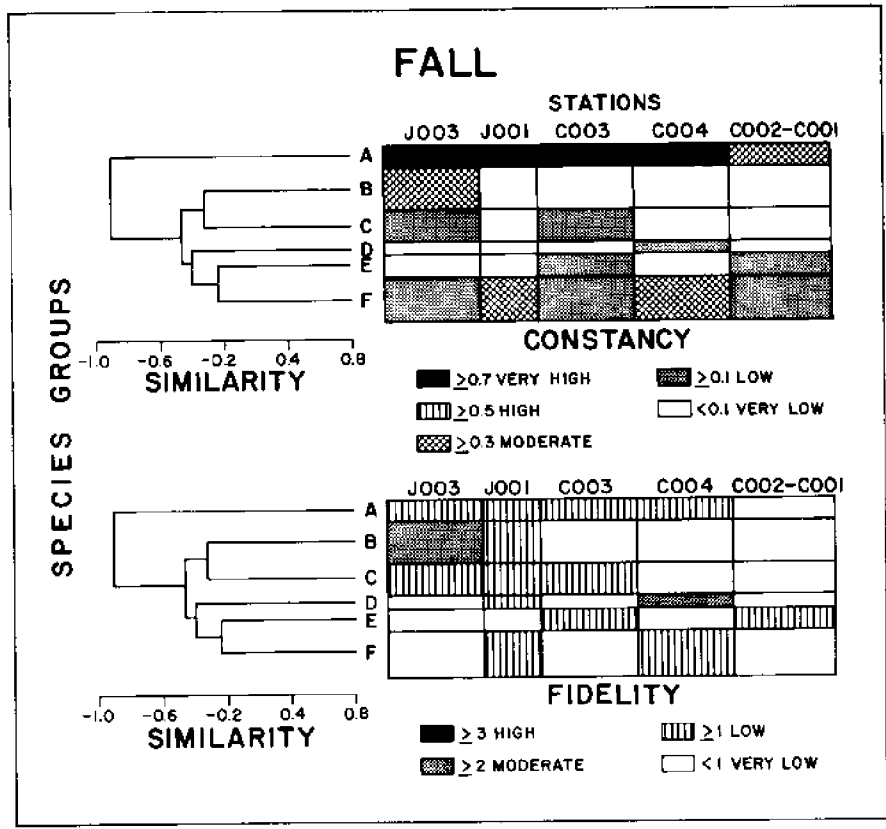 FALL
STATIONS
J003 J001 C003 C004 C002-C001
A
B
C
D
E
F
SPECIES GROUPS
-1.0 -0.6 -0.2 0.4 0.8
SIMILARITY
CONSTANCY
≥0.7 VERY HIGH
≥0.1 LOW
≥0.5 HIGH
<0.1 VERY LOW
≥0.3 MODERATE
J003 J001 C003 C004 C002-C001
A
B
C
D
E
F
-1.0 -0.6 -0.2 0.4 0.8
SIMILARITY
FIDELITY
≥3 HIGH
≥1 LOW
≥2 MODERATE
<1 VERY LOW